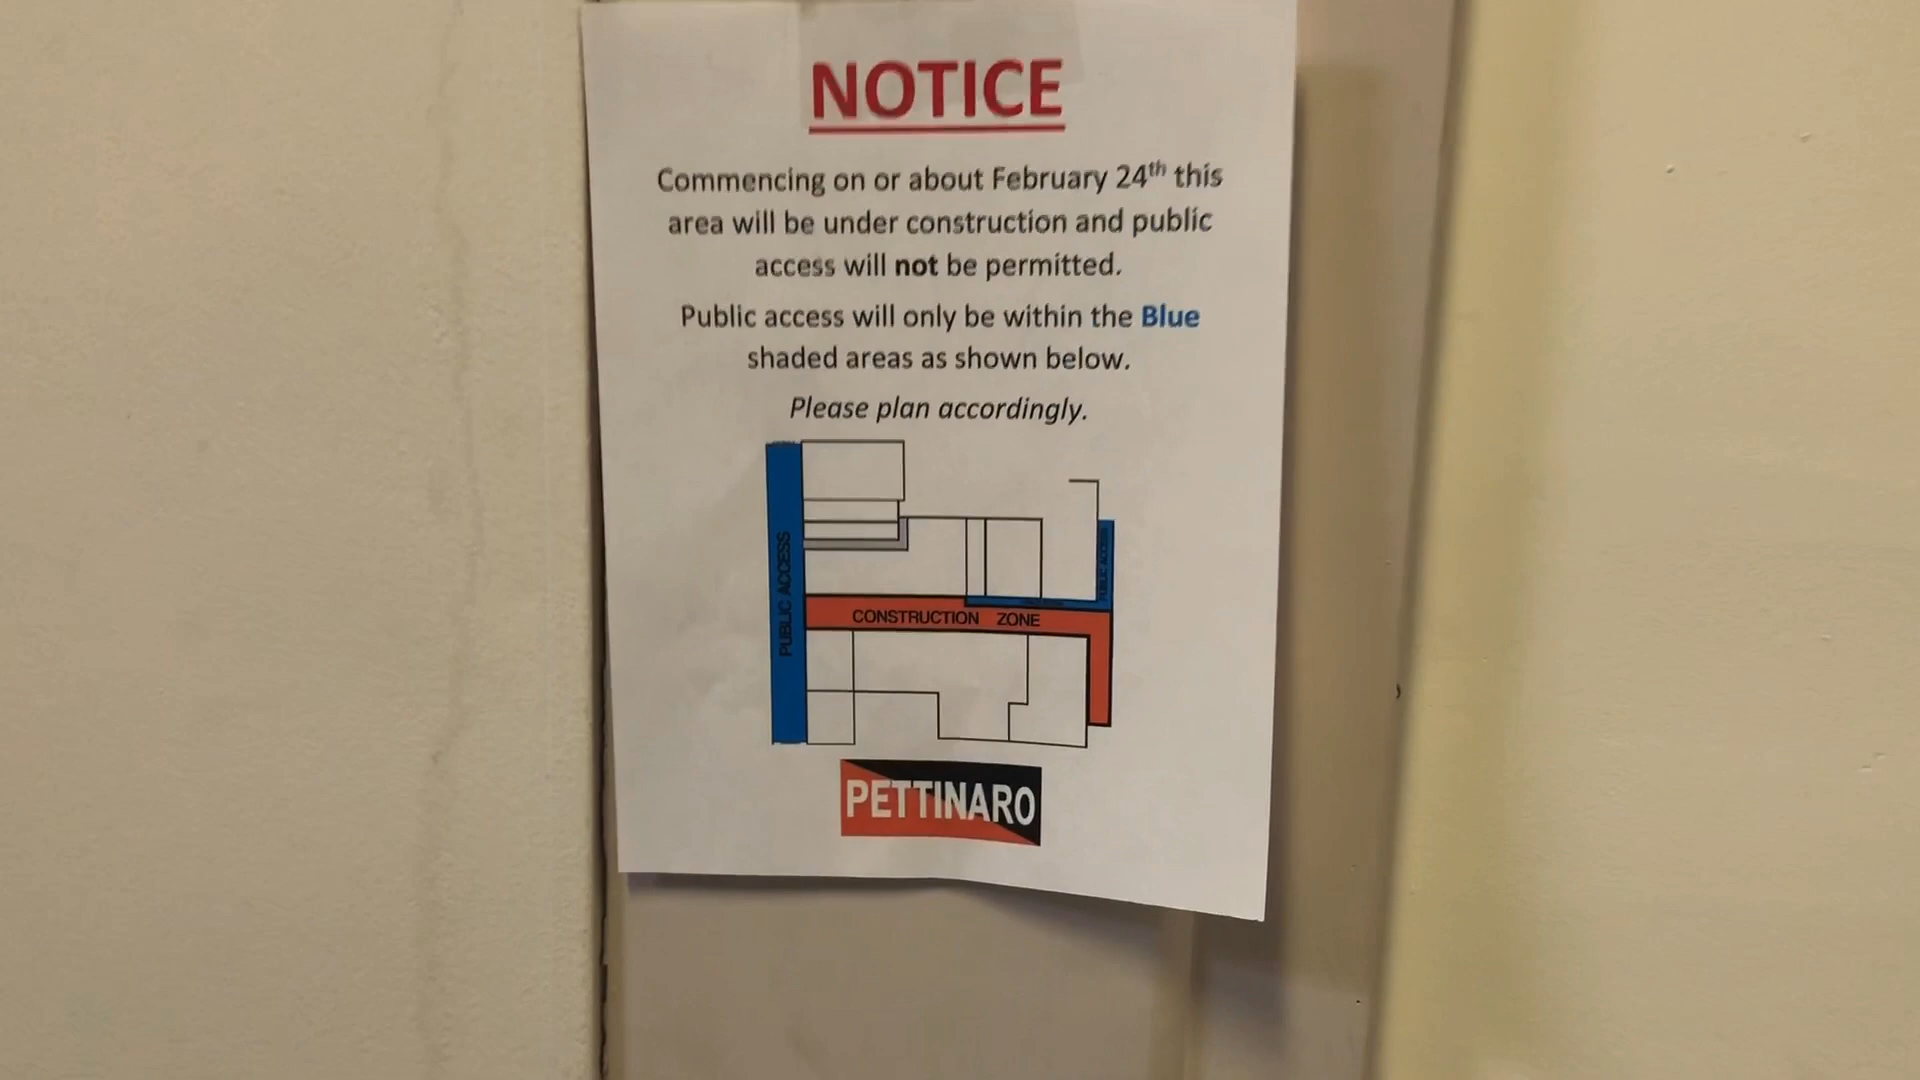 NOTICE
Commencing on or about February 24th this
area will be under construction and public
access will not be permitted.
Public access will only be within the Blue
shaded areas as shown below.
Please plan accordingly.
PUBLIC ACCESS
PUBLIC ACCESS
CONSTRUCTION ZONE
PETTINARO